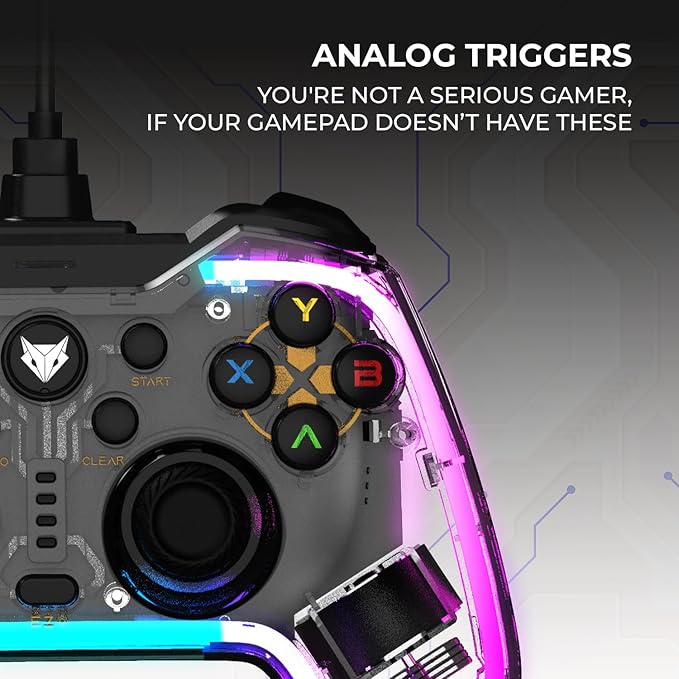 ANALOG TRIGGERS
YOU'RE NOT A SERIOUS GAMER,
IF YOUR GAMEPAD DOESN'T HAVE THESE
Y
X
B
A
START
CLEAR